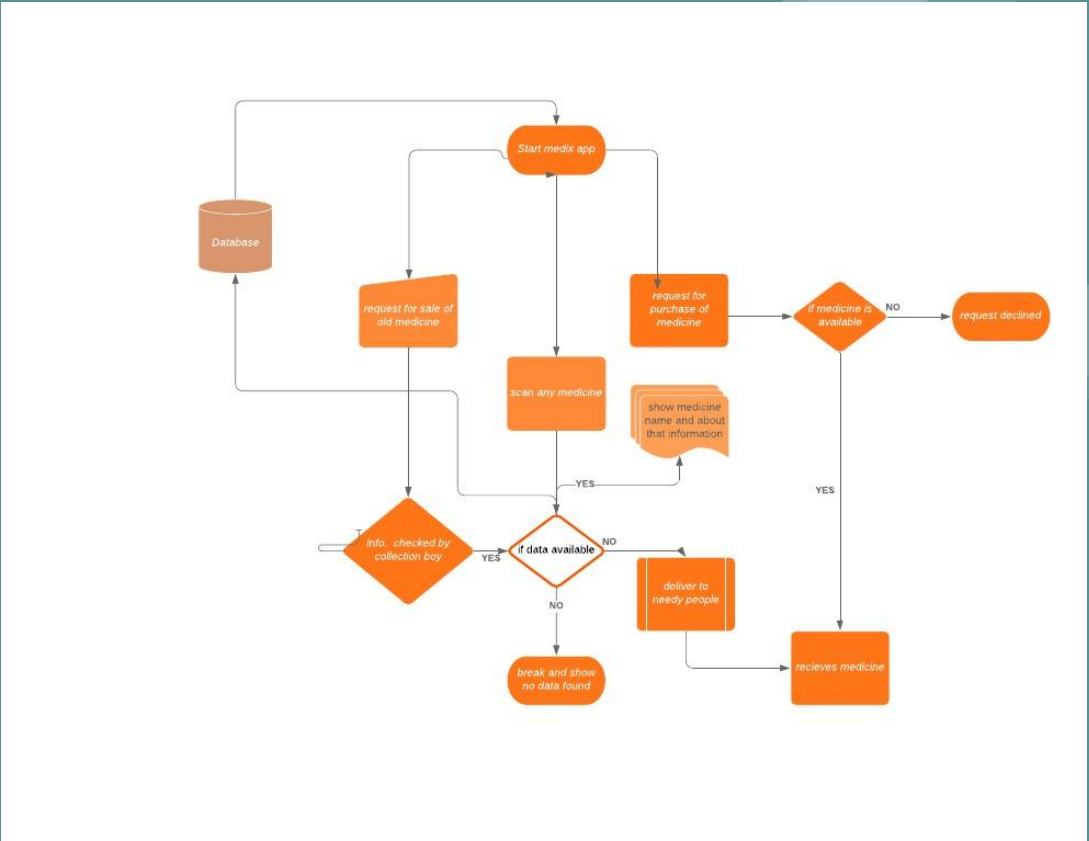 Start medix app
Database
request for sale of
old medicine
request for
purchase of
medicine
if medicine is
available
NO
request declined
scan any medicine
show medicine
name and about
that information
YES
YES
info. checked by
collection boy
YES
if data available
NO
deliver to
needy people
NO
break and show
no data found
recieves medicine